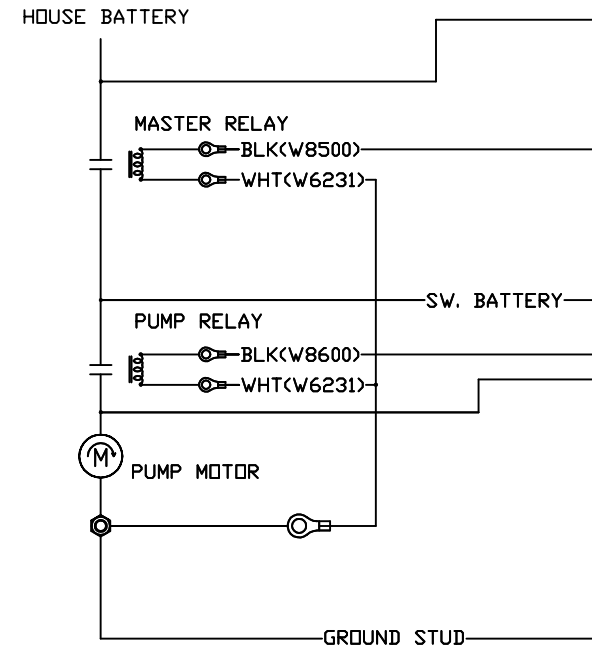 HOUSE BATTERY
MASTER RELAY
BLK(W8500)
WHT(W6231)
SW. BATTERY
PUMP RELAY
BLK(W8600)
WHT(W6231)
M
PUMP MOTOR
GROUND STUD